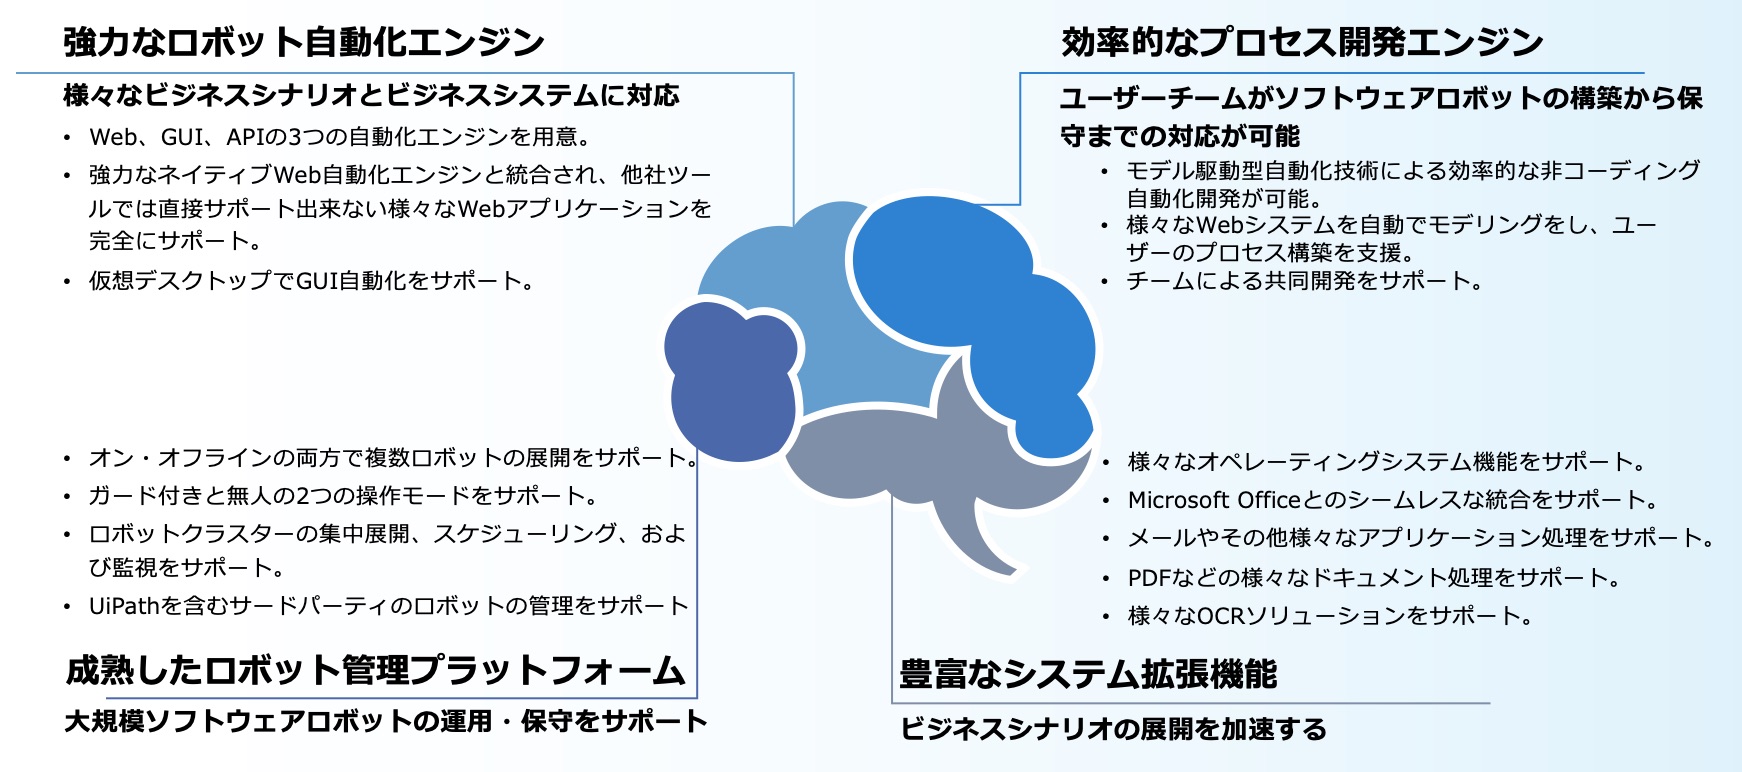 強力なロボット自動化エンジン
様々なビジネスシナリオとビジネスシステムに対応
• Web、GUI、APIの3つの自動化エンジンを用意。
• 強力なネイティブWeb自動化エンジンと統合され、他社ツー
ルでは直接サポート出来ない様々なWebアプリケーションを
完全にサポート。
• 仮想デスクトップでGUI自動化をサポート。
効率的なプロセス開発エンジン
ユーザーチームがソフトウェアロボットの構築から保
守までの対応が可能
• モデル駆動型自動化技術による効率的な非コーディング
自動化開発が可能。
• 様々なWebシステムを自動でモデリングをし、ユー
ザーのプロセス構築を支援。
• チームによる共同開発をサポート。
• オン・オフラインの両方で複数ロボットの展開をサポート。
• ガード付きと無人の2つの操作モードをサポート。
• ロボットクラスターの集中展開、スケジューリング、およ
び監視をサポート。
• UiPathを含むサードパーティのロボットの管理をサポート
成熟したロボット管理プラットフォーム
大規模ソフトウェアロボットの運用・保守をサポート
• 様々なオペレーティングシステム機能をサポート。
• Microsoft Officeとのシームレスな統合をサポート。
• メールやその他様々なアプリケーション処理をサポート。
• PDFなどの様々なドキュメント処理をサポート。
• 様々なOCRソリューションをサポート。
豊富なシステム拡張機能
ビジネスシナリオの展開を加速する